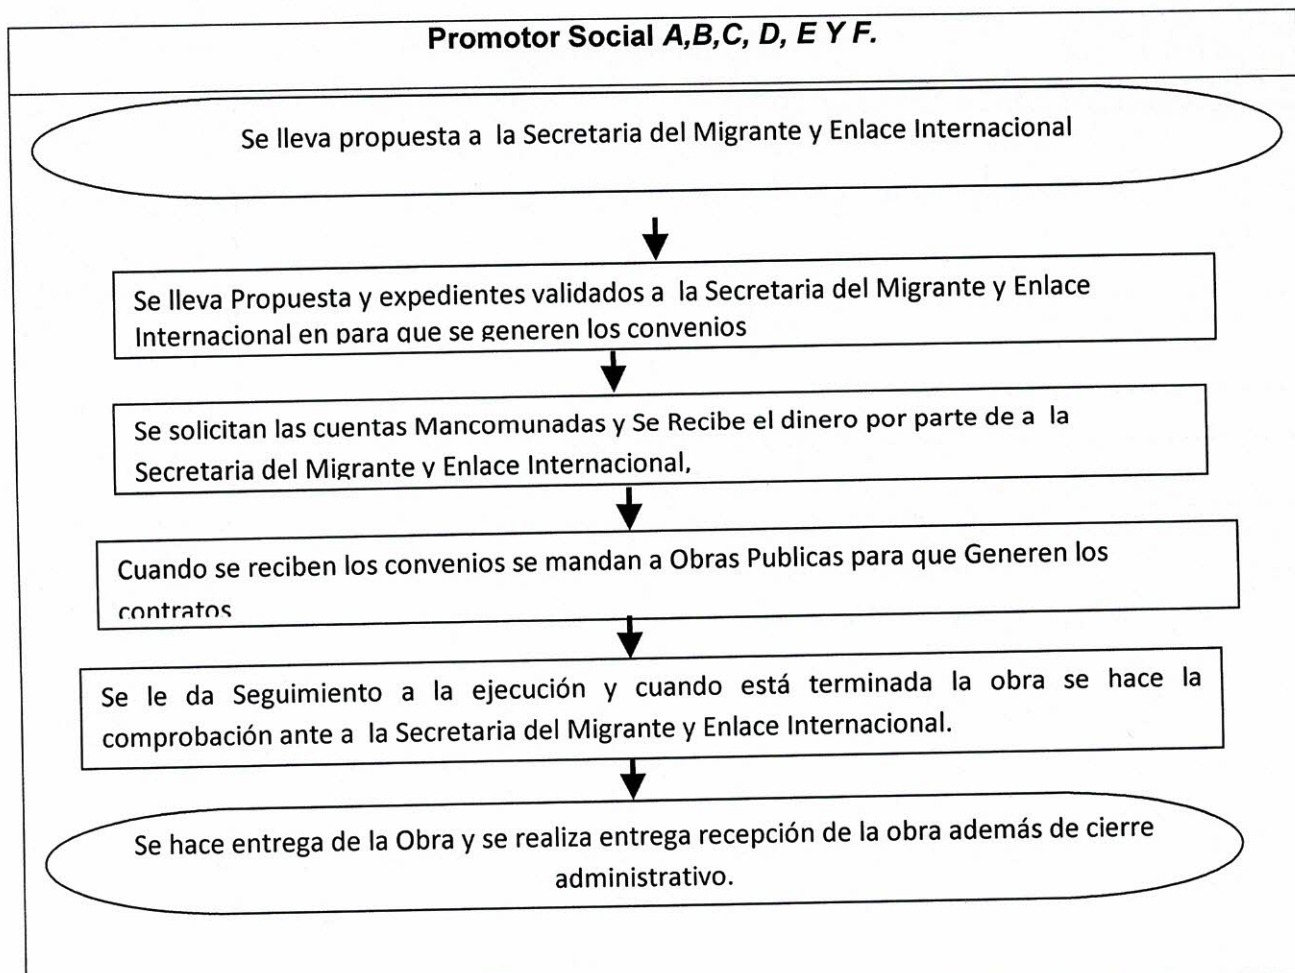 Promotor Social A,B,C, D, E Y F.
Se lleva propuesta a la Secretaria del Migrante y Enlace Internacional
Se lleva Propuesta y expedientes validados a la Secretaria del Migrante y Enlace
Internacional en para que se generen los convenios
Se solicitan las cuentas Mancomunadas y Se Recibe el dinero por parte de a la
Secretaria del Migrante y Enlace Internacional,
Cuando se reciben los convenios se mandan a Obras Publicas para que Generen los
contratos
Se le da Seguimiento a la ejecución y cuando está terminada la obra se hace la
comprobación ante a la Secretaria del Migrante y Enlace Internacional.
Se hace entrega de la Obra y se realiza entrega recepción de la obra además de cierre
administrativo.